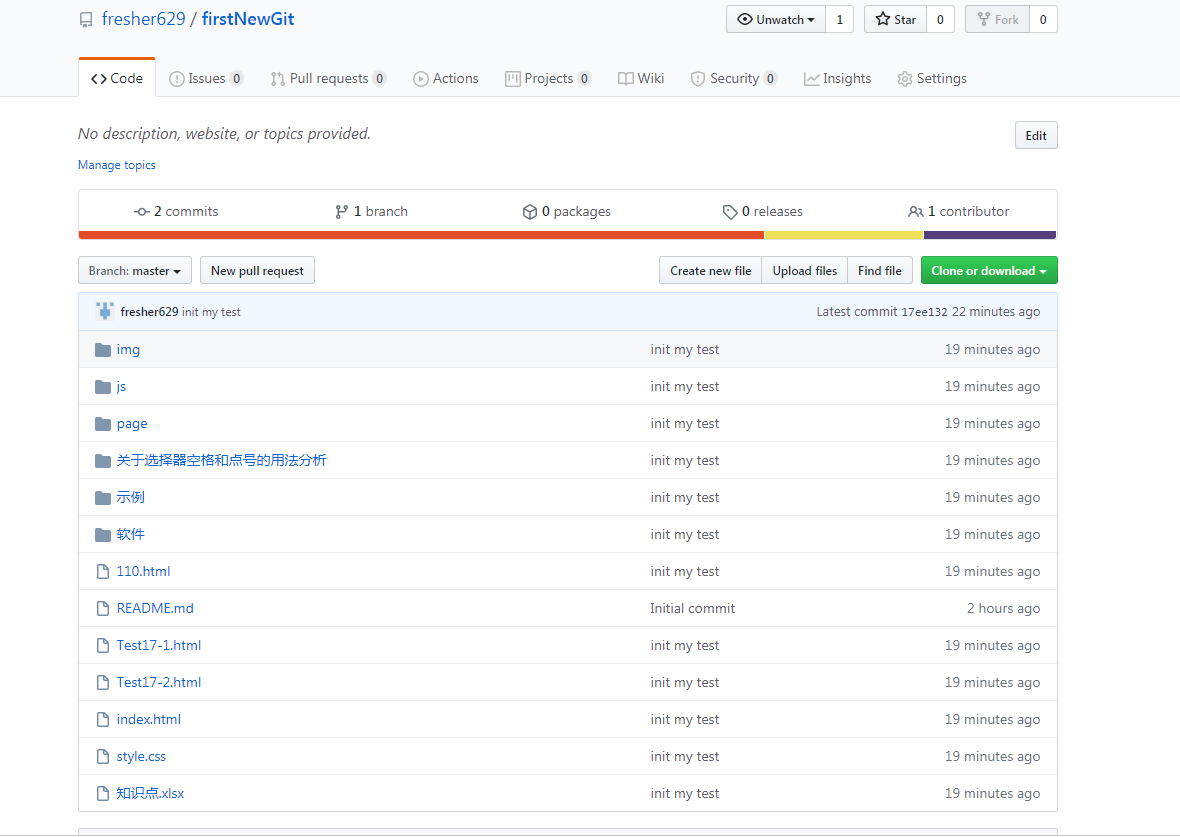 fresher629 / firstNewGit
Unwatch 1 Star 0 Fork 0
Code Issues 0 Pull requests 0 Actions Projects 0 Wiki Security 0 Insights Settings
No description, website, or topics provided.
Edit
Manage topics
2 commits 1 branch 0 packages 0 releases 1 contributor
Branch: master New pull request Create new file Upload files Find file Clone or download
fresher629 init my test Latest commit 17ee132 22 minutes ago
img init my test 19 minutes ago
js init my test 19 minutes ago
page init my test 19 minutes ago
关于选择器空格和点号的用法分析 init my test 19 minutes ago
示例 init my test 19 minutes ago
软件 init my test 19 minutes ago
110.html init my test 19 minutes ago
README.md Initial commit 2 hours ago
Test17-1.html init my test 19 minutes ago
Test17-2.html init my test 19 minutes ago
index.html init my test 19 minutes ago
style.css init my test 19 minutes ago
知识点.xlsx init my test 19 minutes ago